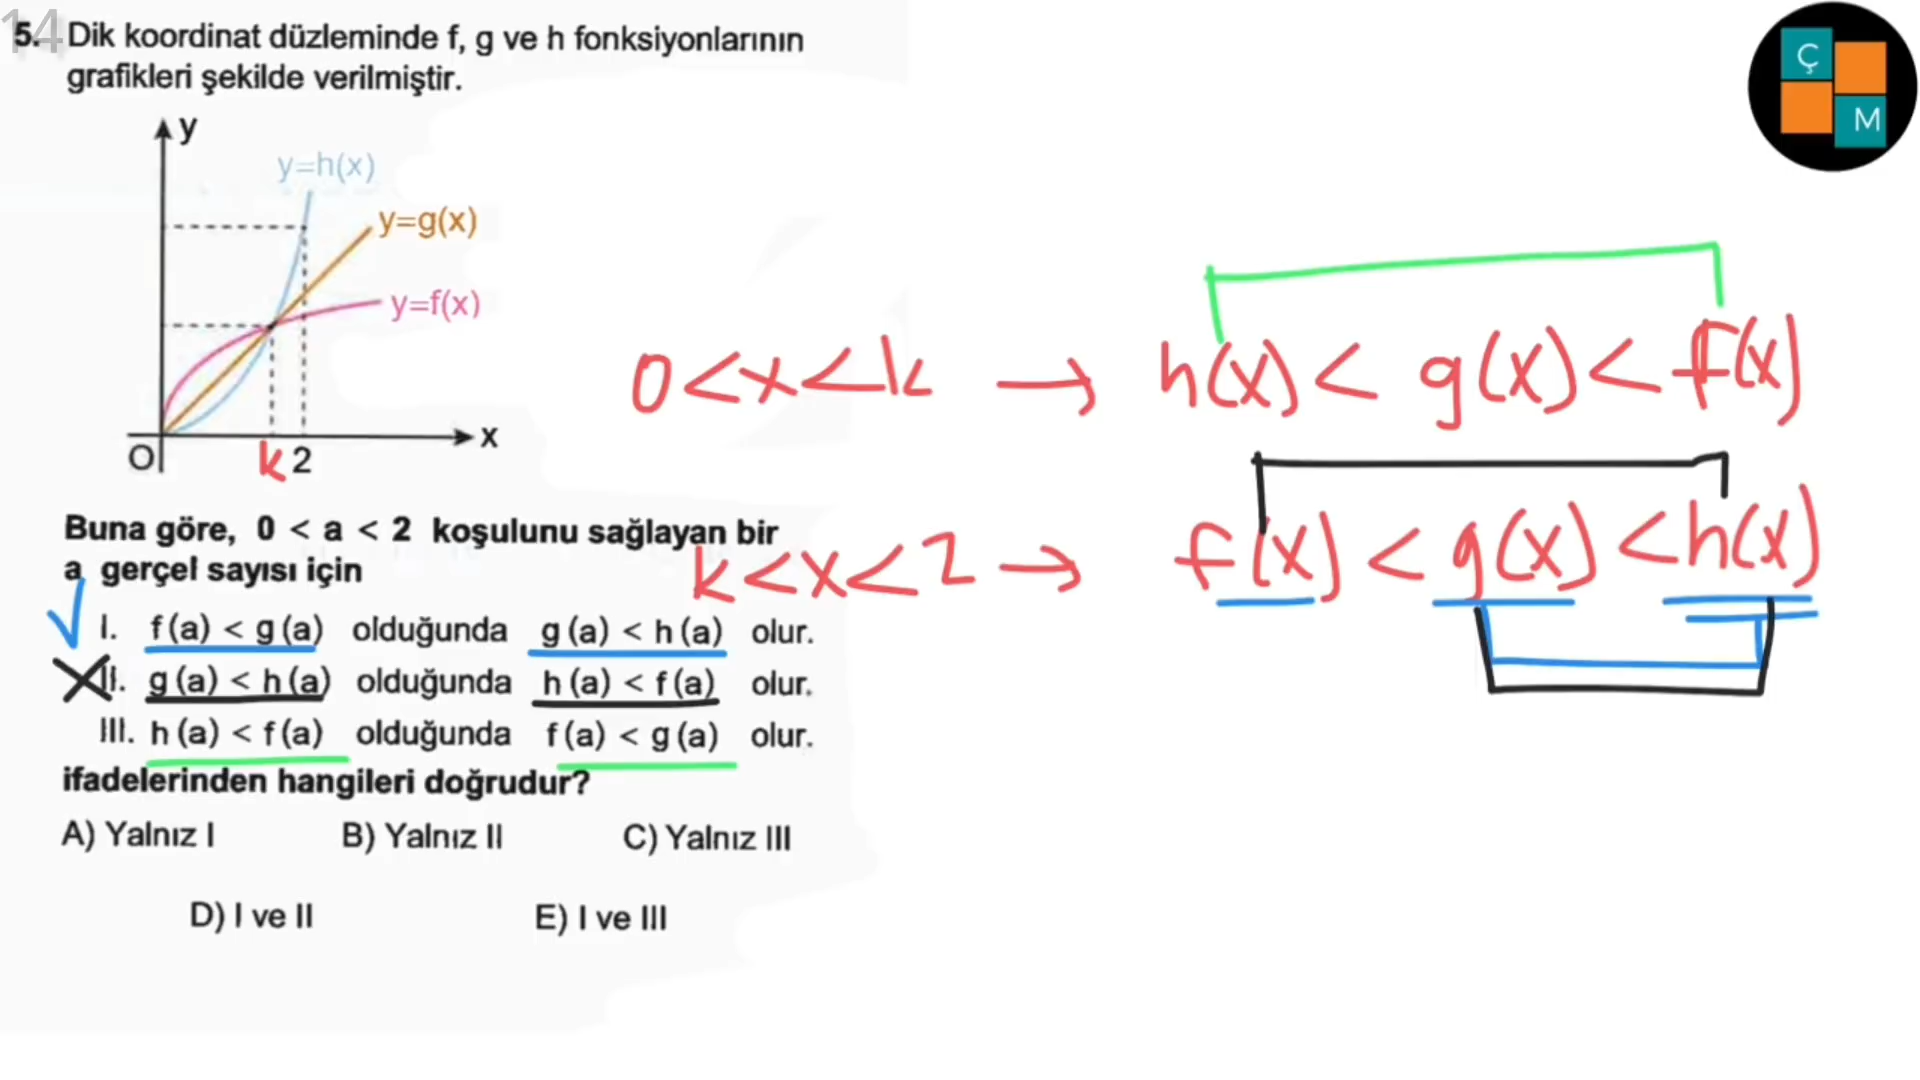 14
5. Dik koordinat düzleminde f, g ve h fonksiyonlarının
grafikleri şekilde verilmiştir.
y
y=h(x)
y=g(x)
y=f(x)
x
O
k 2
Ç
M
0<x<k → h(x) < g(x) < f(x)
k<x<2 → f(x) < g(x) < h(x)
Buna göre, 0 < a < 2 koşulunu sağlayan bir
a gerçel sayısı için
I. f(a) < g(a) olduğunda g(a) < h(a) olur.
II. g(a) < h(a) olduğunda h(a) < f(a) olur.
III. h(a) < f(a) olduğunda f(a) < g(a) olur.
ifadelerinden hangileri doğrudur?
A) Yalnız I B) Yalnız II C) Yalnız III
D) I ve II E) I ve III